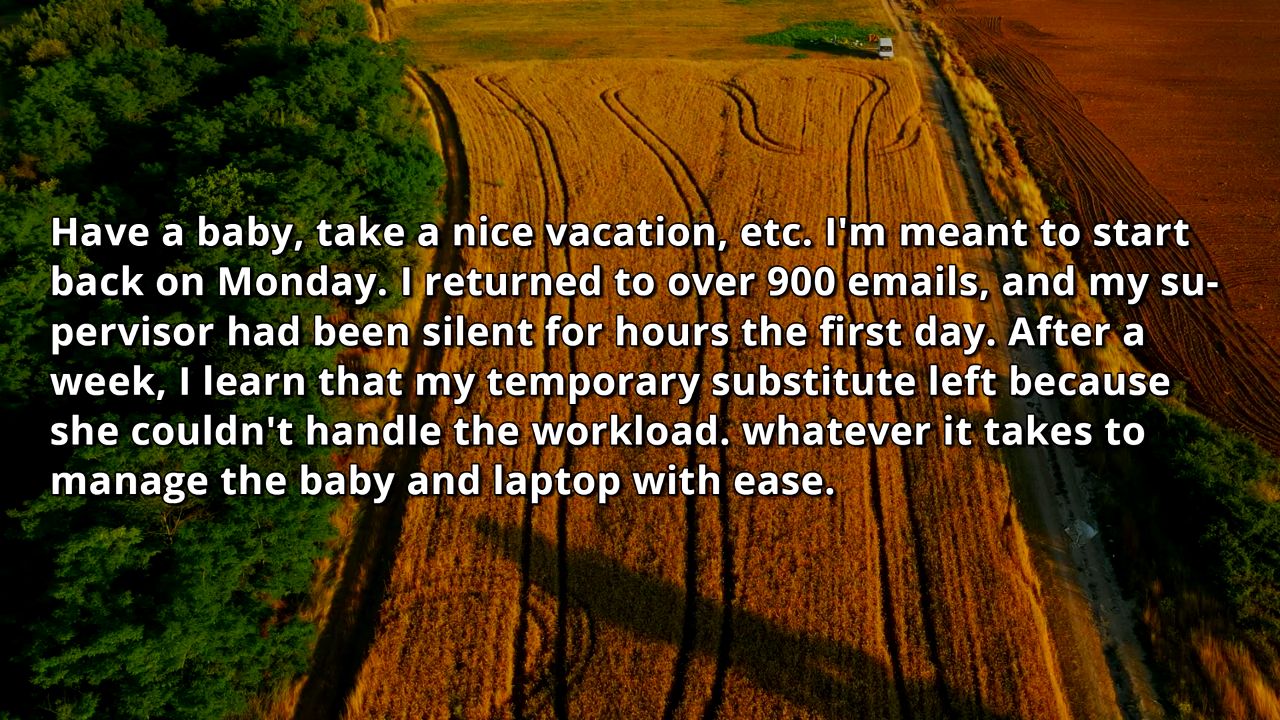 Have a baby, take a nice vacation, etc. I'm meant to start
back on Monday. I returned to over 900 emails, and my su-
pervisor had been silent for hours the first day. After a
week, I learn that my temporary substitute left because
she couldn't handle the workload. whatever it takes to
manage the baby and laptop with ease.